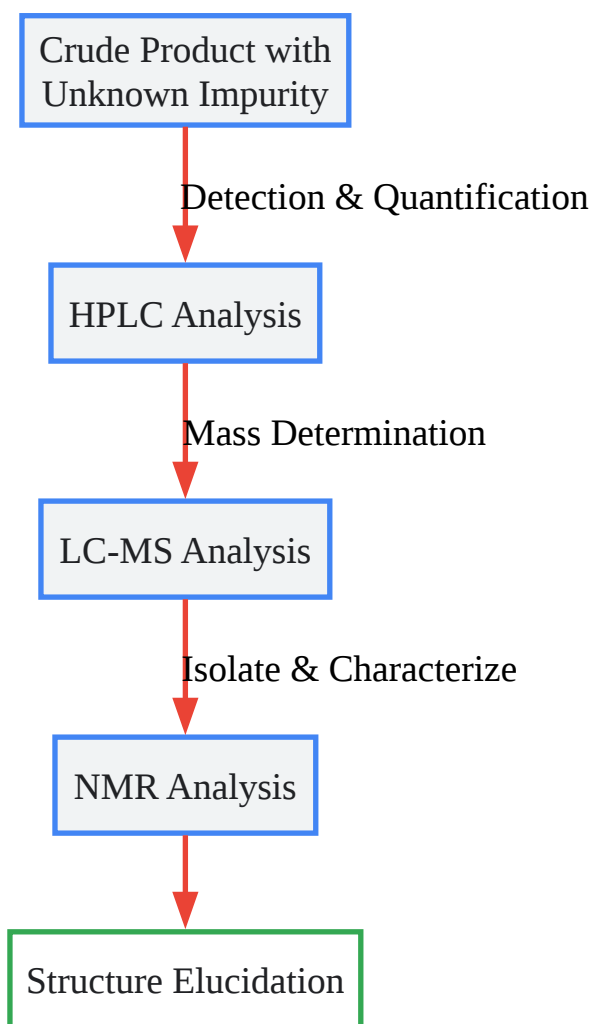 Crude Product with
Unknown Impurity
Detection & Quantification
HPLC Analysis
Mass Determination
LC-MS Analysis
Isolate & Characterize
NMR Analysis
Structure Elucidation